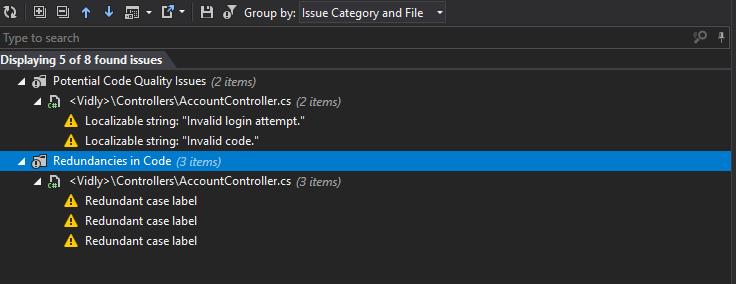 Group by: Issue Category and File
Type to search
Displaying 5 of 8 found issues
Potential Code Quality Issues (2 items)
C# <Vidly>\Controllers\AccountController.cs (2 items)
Localizable string: "Invalid login attempt."
Localizable string: "Invalid code."
Redundancies in Code (3 items)
C# <Vidly>\Controllers\AccountController.cs (3 items)
Redundant case label
Redundant case label
Redundant case label